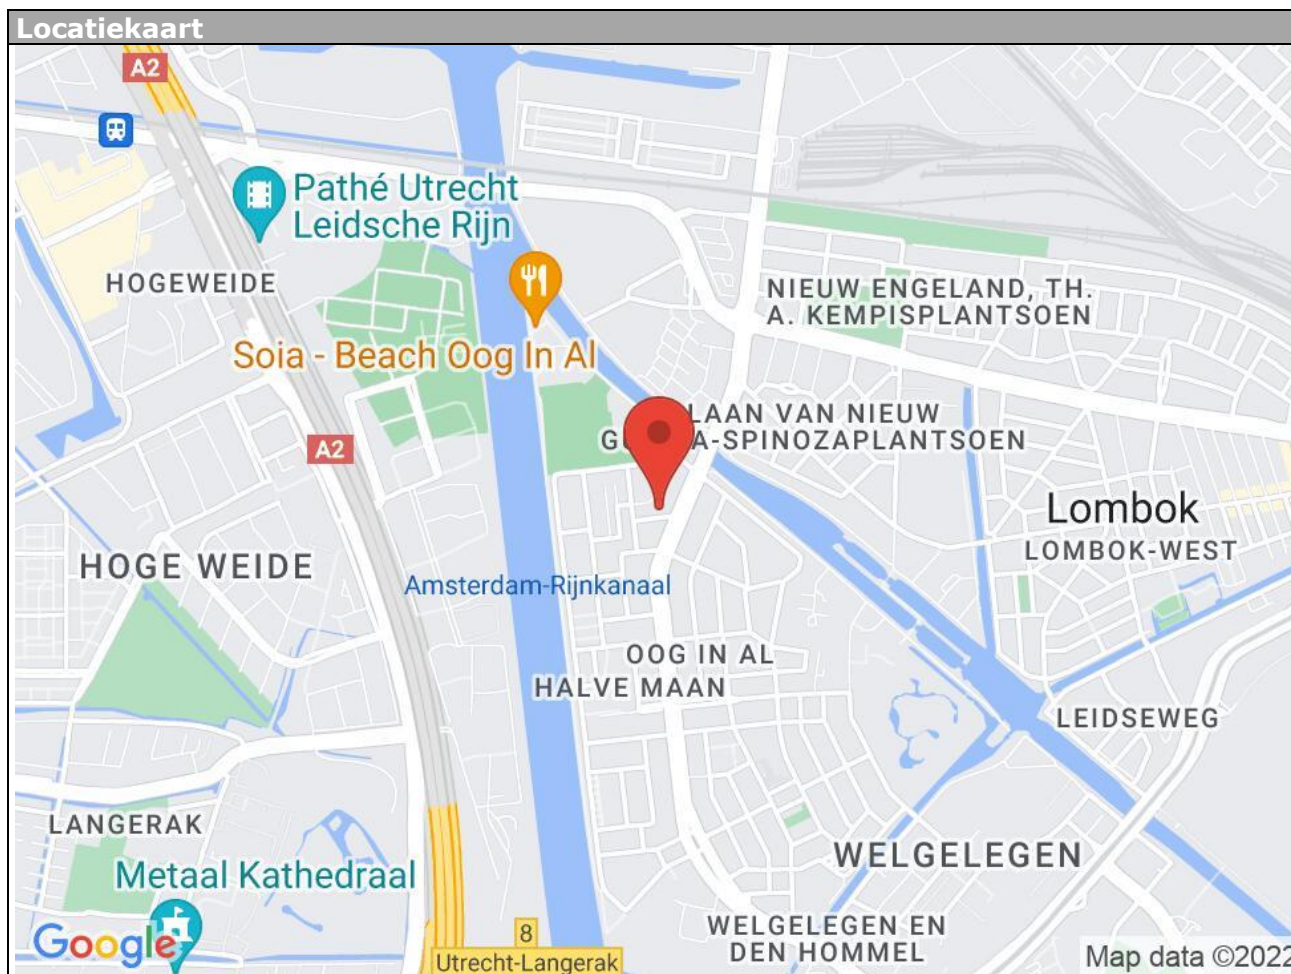 Locatiekaart
A2
Pathé Utrecht
Leidsche Rijn
HOGEWEIDE
NIEUW ENGELAND, TH.
A. KEMPISPLANTSOEN
Soia - Beach Oog In Al
LAAN VAN NIEUW
A-SPINOZAPLANTSOEN
A2
Lombok
LOMBOK-WEST
HOGE WEIDE
Amsterdam-Rijnkanaal
OOG IN AL
HALVE MAAN
LEIDSEWEG
LANGERAK
WELGELEGEN
Metaal Kathedraal
WELGELEGEN EN
DEN HOMMEL
8
Utrecht-Langerak
Google
Map data ©2022